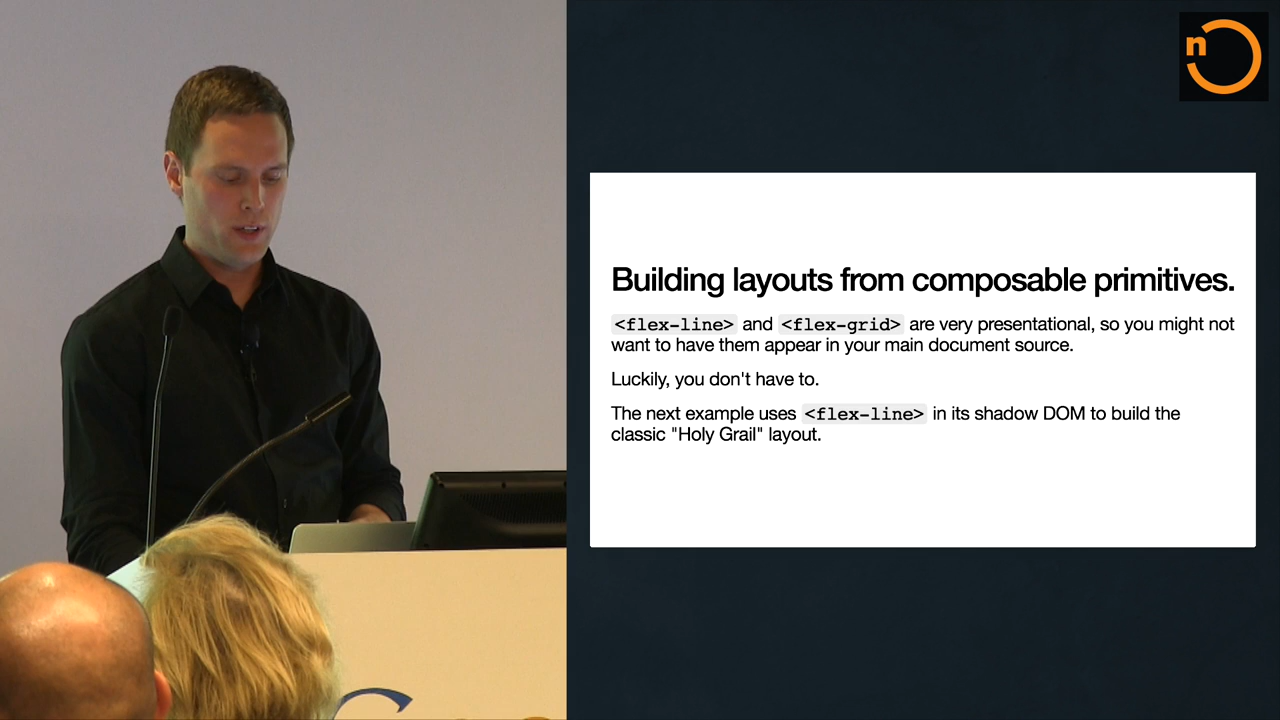 n
Building layouts from composable primitives.
<flex-line> and <flex-grid> are very presentational, so you might not
want to have them appear in your main document source.
Luckily, you don't have to.
The next example uses <flex-line> in its shadow DOM to build the
classic "Holy Grail" layout.